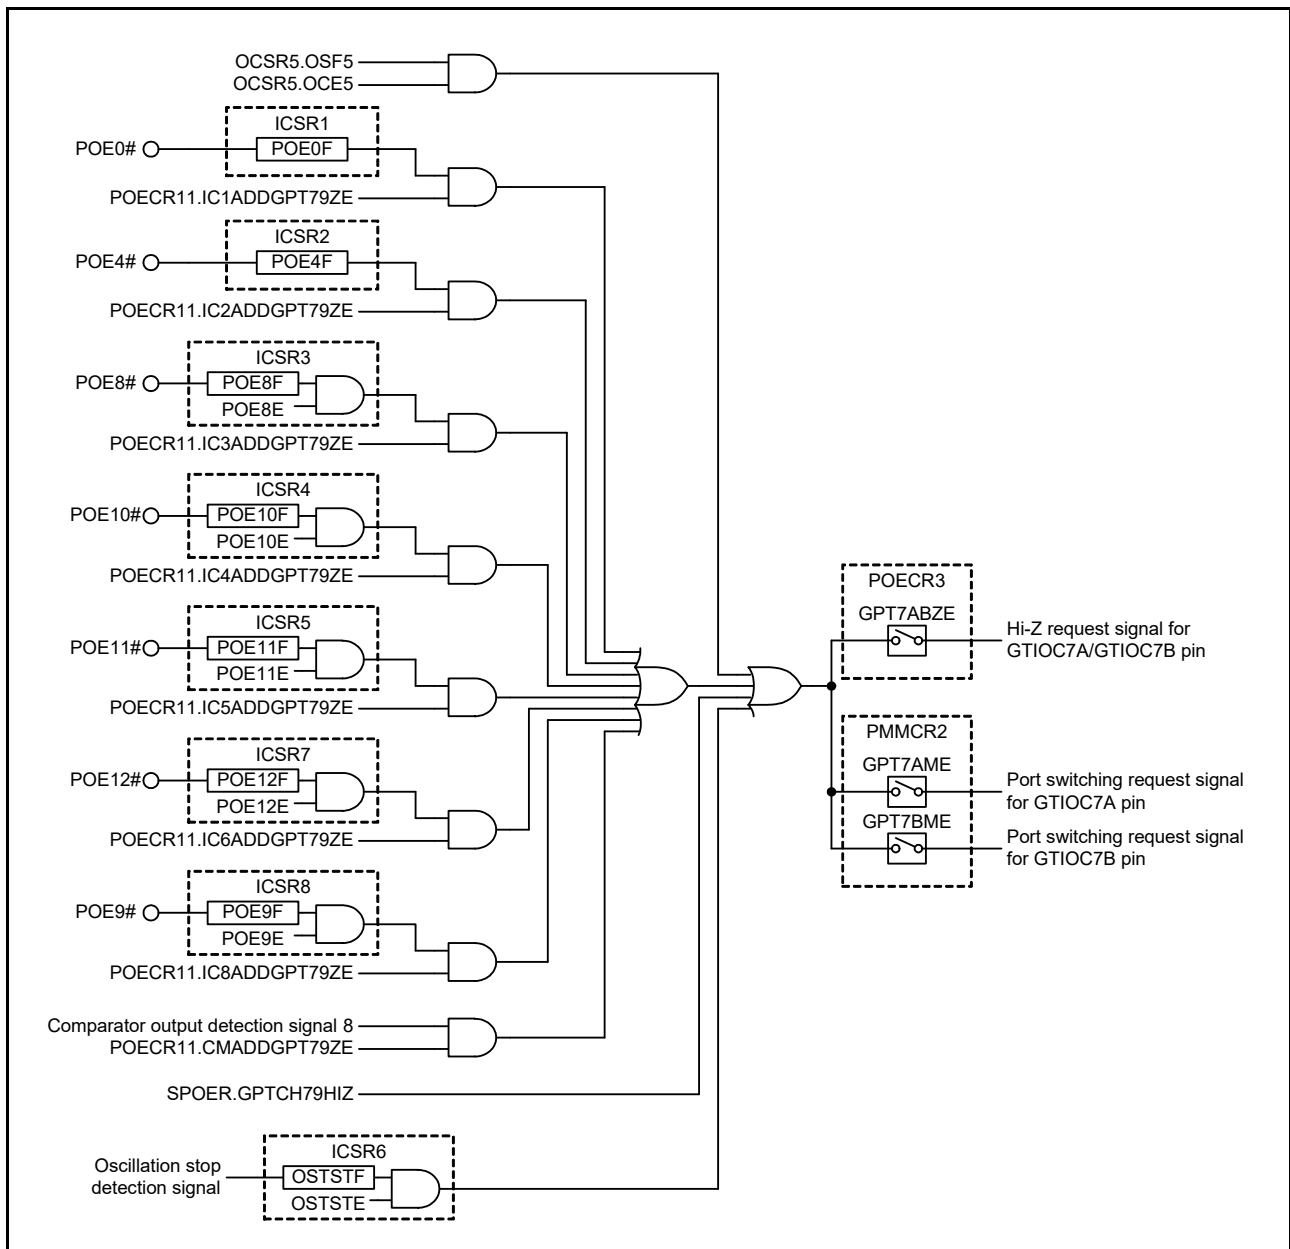 OCSR5.OSF5
OCSR5.OCE5
ICSR1
POE0#
POE0F
POECR11.IC1ADDGPT79ZE
ICSR2
POE4#
POE4F
POECR11.IC2ADDGPT79ZE
ICSR3
POE8#
POE8F
POE8E
POECR11.IC3ADDGPT79ZE
ICSR4
POE10#
POE10F
POE10E
POECR11.IC4ADDGPT79ZE
ICSR5
POE11#
POE11F
POE11E
POECR11.IC5ADDGPT79ZE
ICSR7
POE12#
POE12F
POE12E
POECR11.IC6ADDGPT79ZE
ICSR8
POE9#
POE9F
POE9E
POECR11.IC8ADDGPT79ZE
Comparator output detection signal 8
POECR11.CMADDGPT79ZE
SPOER.GPTCH79HIZ
ICSR6
Oscillation stop
detection signal
OSTSTF
OSTSTE
POECR3
GPT7ABZE
Hi-Z request signal for
GTIOC7A/GTIOC7B pin
PMMCR2
GPT7AME
Port switching request signal
for GTIOC7A pin
GPT7BME
Port switching request signal
for GTIOC7B pin